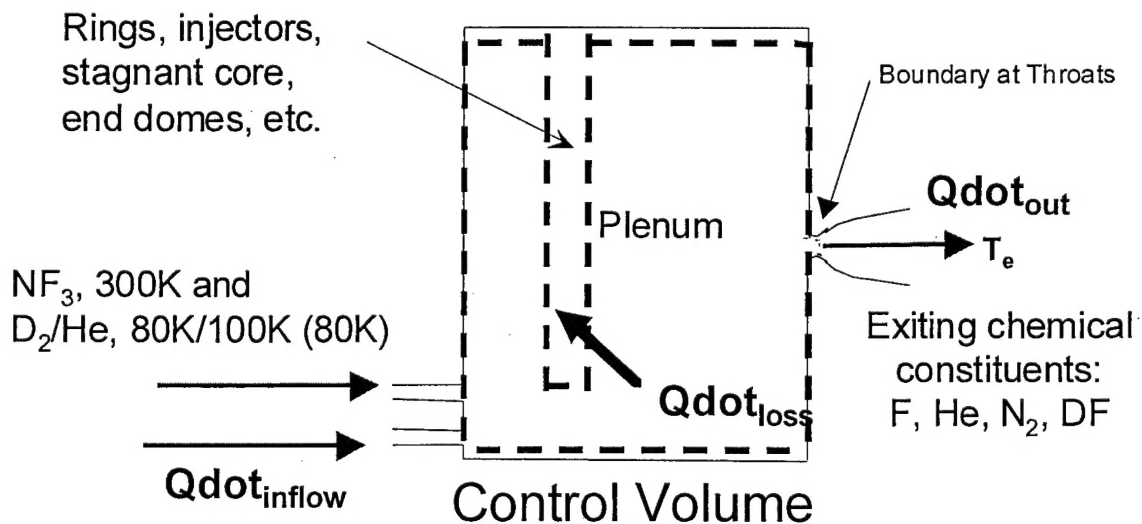 Rings, injectors,
stagnant core,
end domes, etc.
Boundary at Throats
Qdot_out
T_e
Plenum
NF₃, 300K and
D₂/He, 80K/100K (80K)
Exiting chemical
constituents:
F, He, N₂, DF
Qdot_loss
Qdot_inflow
Control Volume